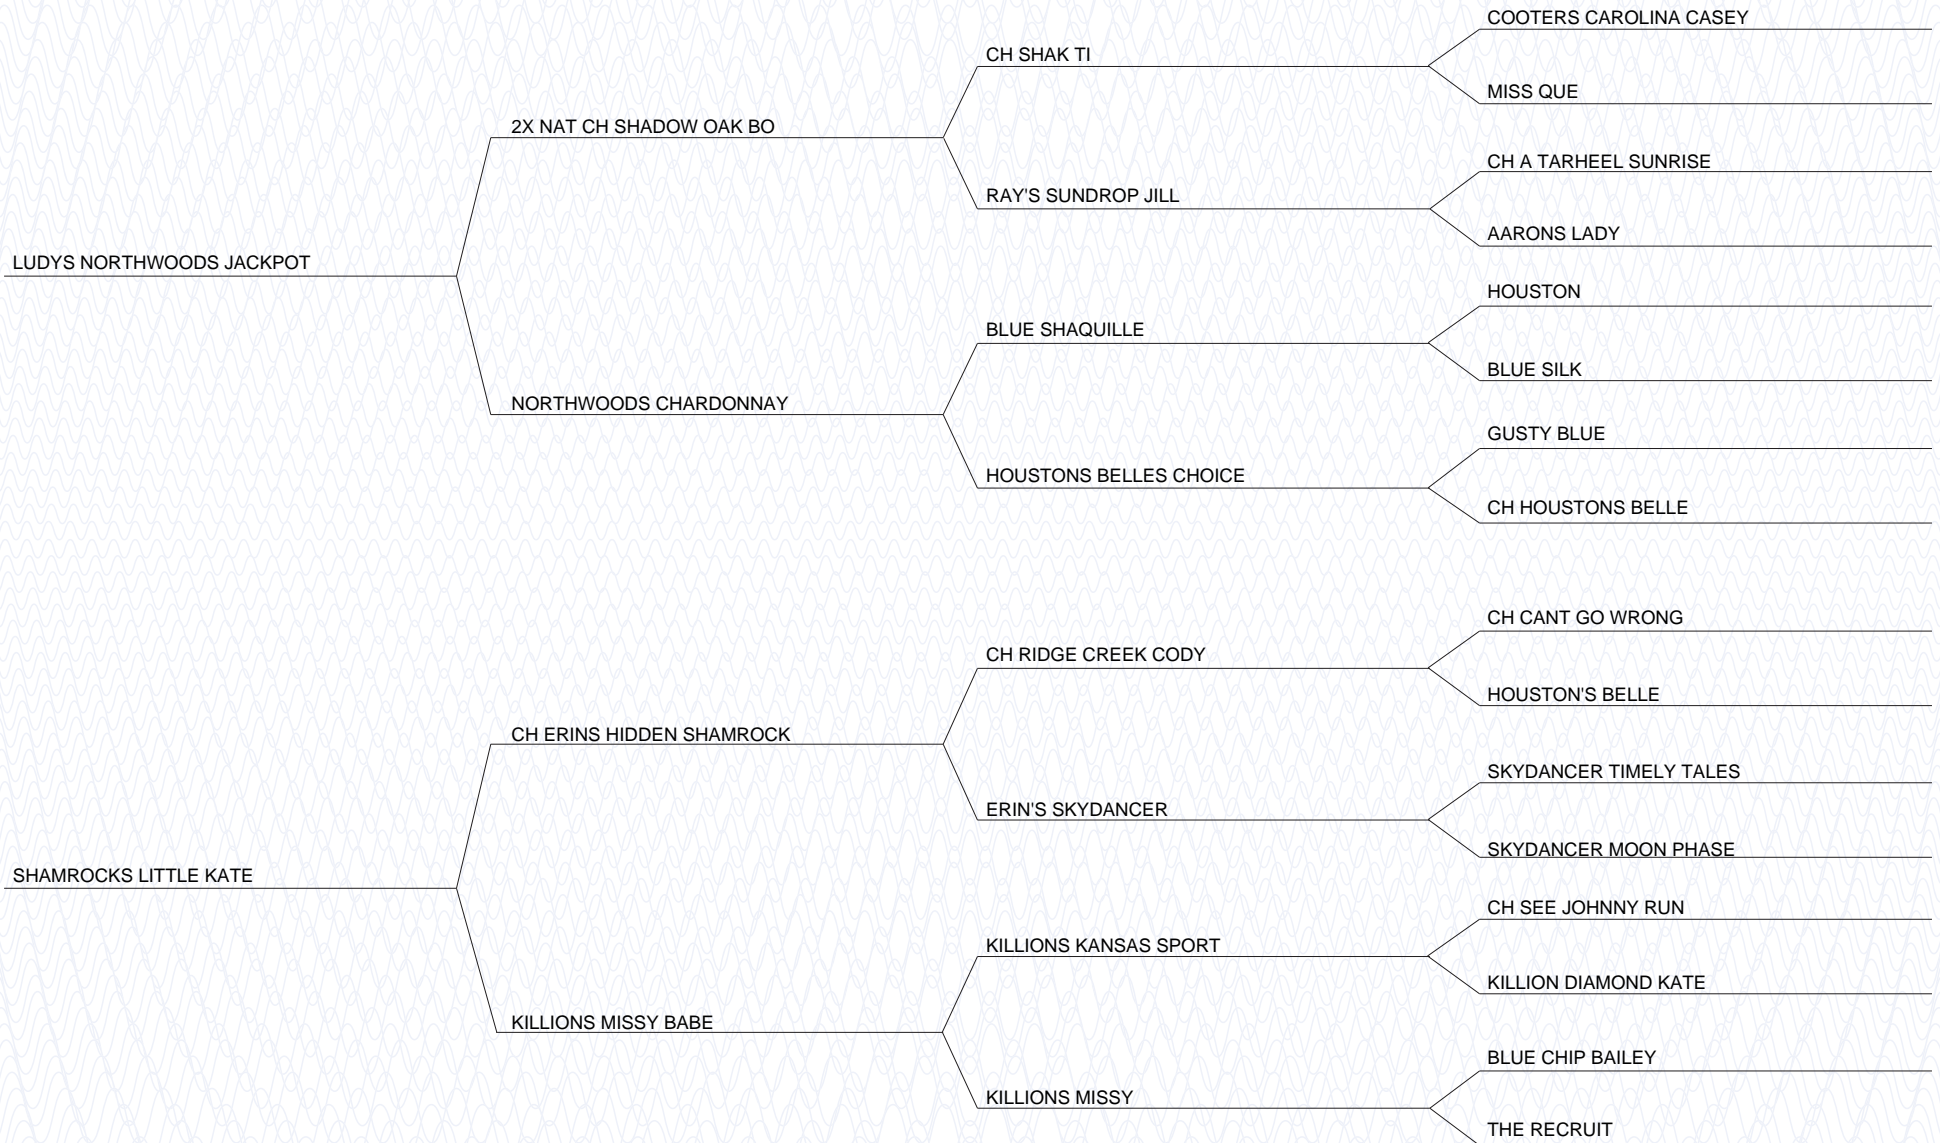 COOTERS CAROLINA CASEY
CH SHAK TI
MISS QUE
2X NAT CH SHADOW OAK BO
CH A TARHEEL SUNRISE
RAY'S SUNDROP JILL
AARONS LADY
LUDYS NORTHWOODS JACKPOT
HOUSTON
BLUE SHAQUILLE
BLUE SILK
NORTHWOODS CHARDONNAY
GUSTY BLUE
HOUSTONS BELLES CHOICE
CH HOUSTONS BELLE
CH CANT GO WRONG
CH RIDGE CREEK CODY
HOUSTON'S BELLE
CH ERINS HIDDEN SHAMROCK
SKYDANCER TIMELY TALES
ERIN'S SKYDANCER
SKYDANCER MOON PHASE
SHAMROCKS LITTLE KATE
CH SEE JOHNNY RUN
KILLIONS KANSAS SPORT
KILLION DIAMOND KATE
KILLIONS MISSY BABE
BLUE CHIP BAILEY
KILLIONS MISSY
THE RECRUIT